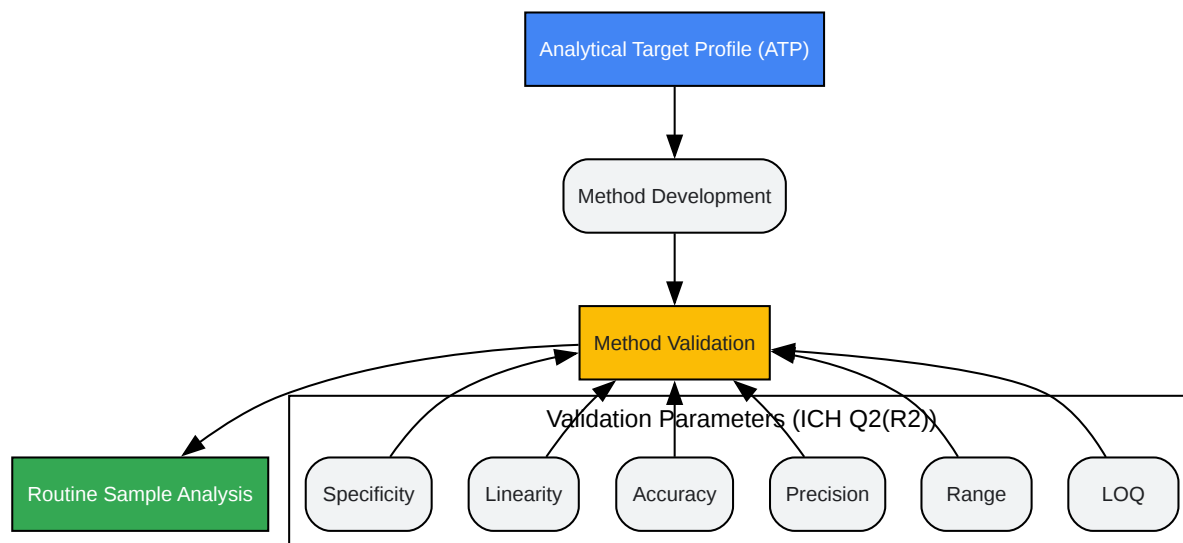 Analytical Target Profile (ATP)
Method Development
Method Validation
Validation Parameters (ICH Q2(R2))
Routine Sample Analysis
Specificity
Linearity
Accuracy
Precision
Range
LOQ